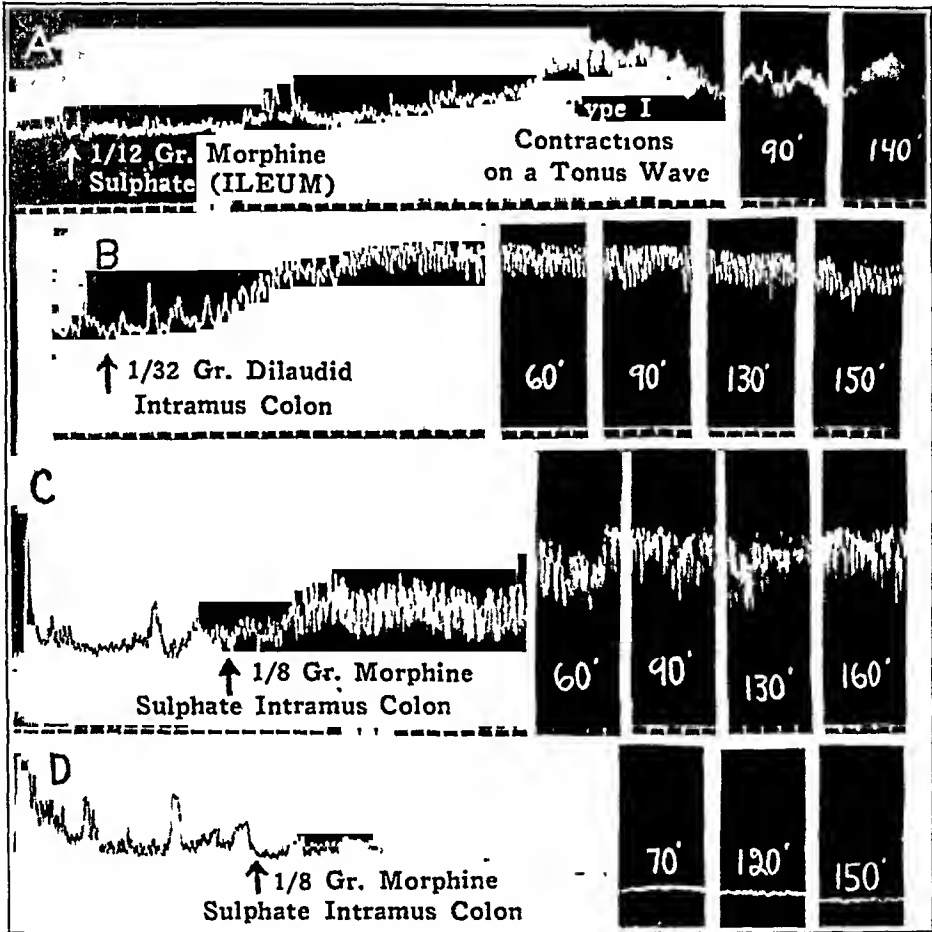 A
1/12 Gr. Morphine
Sulphate (ILEUM)
ype I
Contractions
on a Tonus Wave
90'
140'
B
1/32 Gr. Dilaudid
Intramus Colon
60'
90'
130'
150'
C
1/8 Gr. Morphine
Sulphate Intramus Colon
60'
90'
130'
160'
D
1/8 Gr. Morphine
Sulphate Intramus Colon
70'
120'
150'